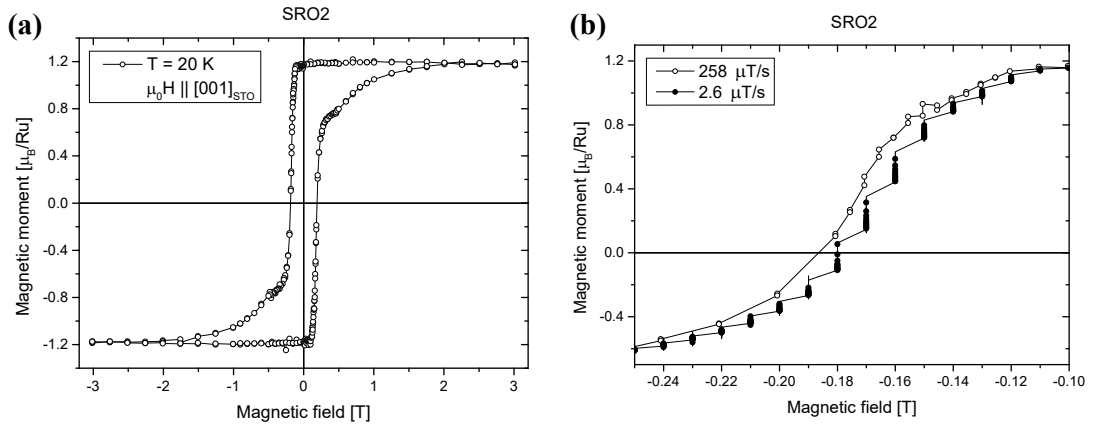 (a)
SRO2
T = 20 K
μ₀H || [001]STO
Magnetic moment [μB/Ru]
1.2
0.8
0.4
0.0
-0.4
-0.8
-1.2
-3 -2 -1 0 1 2 3
Magnetic field [T]
(b)
SRO2
258 μT/s
2.6 μT/s
Magnetic moment [μB/Ru]
1.2
0.8
0.4
0.0
-0.4
-0.24 -0.22 -0.20 -0.18 -0.16 -0.14 -0.12 -0.10
Magnetic field [T]